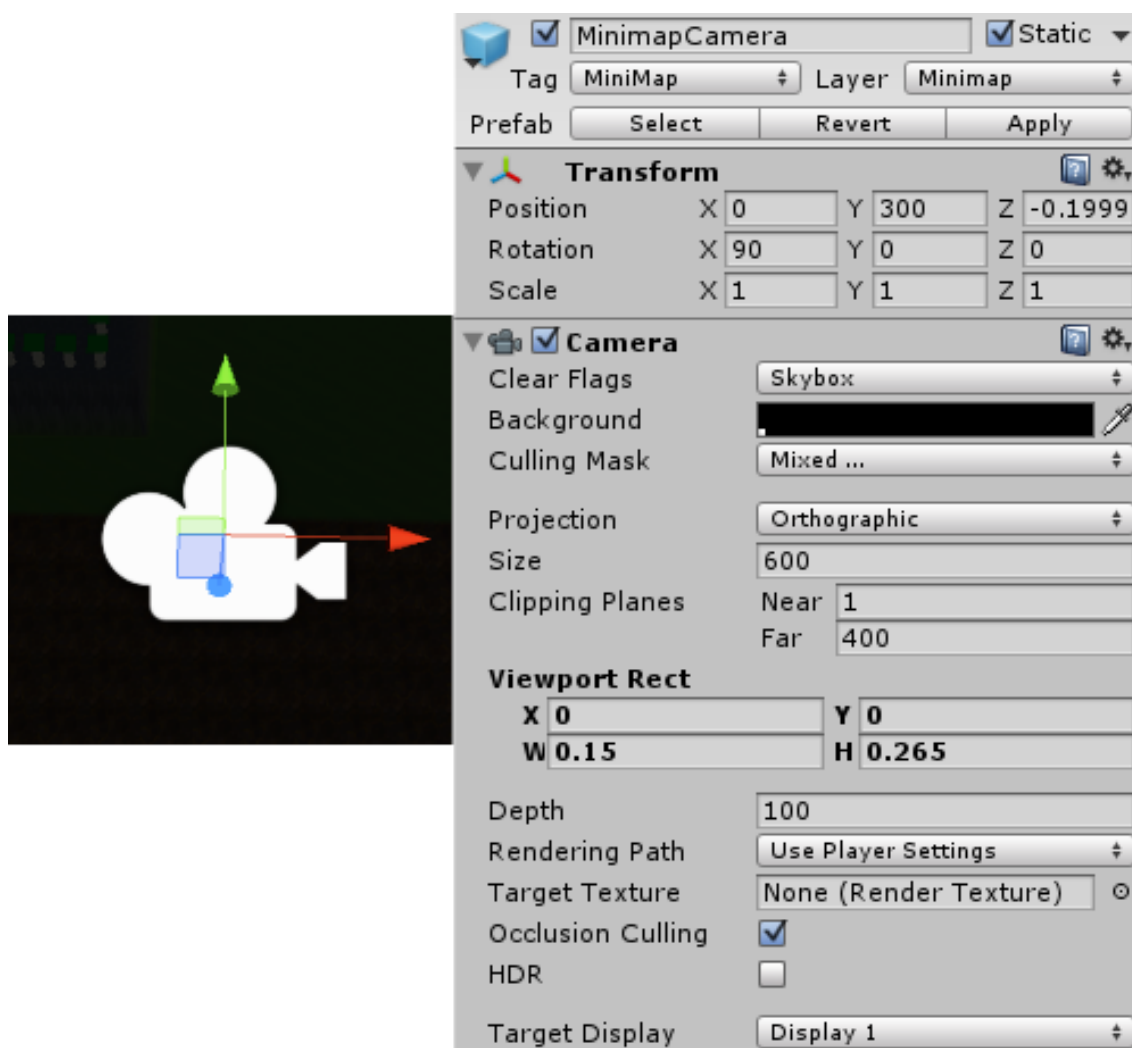 MinimapCamera Static
Tag MiniMap Layer Minimap
Prefab Select Revert Apply
Transform
Position X 0 Y 300 Z -0.1999
Rotation X 90 Y 0 Z 0
Scale X 1 Y 1 Z 1
Camera
Clear Flags Skybox
Background
Culling Mask Mixed ...
Projection Orthographic
Size 600
Clipping Planes Near 1
Far 400
Viewport Rect
X 0 Y 0
W 0.15 H 0.265
Depth 100
Rendering Path Use Player Settings
Target Texture None (Render Texture)
Occlusion Culling
HDR
Target Display Display 1